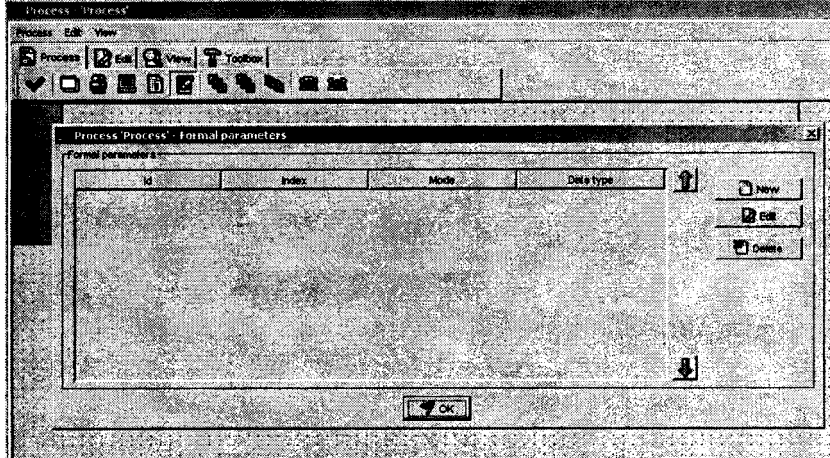 Process - 'Process'
Process Edit View
Process Edit View Toolbox
Process 'Process' - Formal parameters
Formal parameters
Id Index Mode Data type
New
Edit
Delete
OK